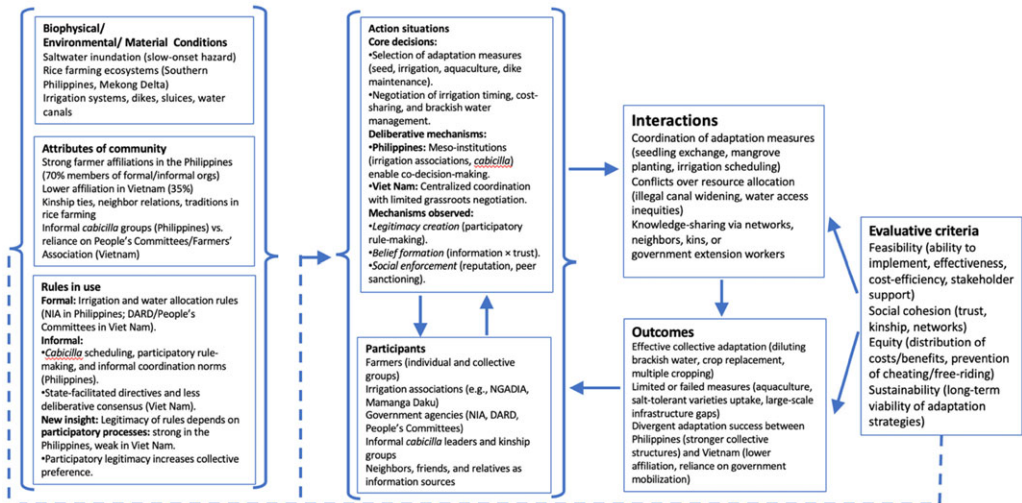 Biophysical/
Environmental/ Material Conditions
Saltwater inundation (slow-onset hazard)
Rice farming ecosystems (Southern
Philippines, Mekong Delta)
Irrigation systems, dikes, sluices, water
canals
Attributes of community
Strong farmer affiliations in the Philippines
(70% members of formal/informal orgs)
Lower affiliation in Vietnam (35%)
Kinship ties, neighbor relations, traditions in
rice farming
Informal cabicilla groups (Philippines) vs.
reliance on People's Committees/Farmers'
Association (Vietnam)
Rules in use
Formal: Irrigation and water allocation rules
(NIA in Philippines; DARD/People's
Committees in Viet Nam).
Informal:
•Cabicilla scheduling, participatory rule-
making, and informal coordination norms
(Philippines).
•State-facilitated directives and less
deliberative consensus (Viet Nam).
New insight: Legitimacy of rules depends on
participatory processes: strong in the
Philippines, weak in Viet Nam.
•Participatory legitimacy increases collective
preference.
Action situations
Core decisions:
•Selection of adaptation measures
(seed, irrigation, aquaculture, dike
maintenance).
•Negotiation of irrigation timing, cost-
sharing, and brackish water
management.
Deliberative mechanisms:
•Philippines: Meso-institutions
(irrigation associations, cabicilla)
enable co-decision-making.
•Viet Nam: Centralized coordination
with limited grassroots negotiation.
Mechanisms observed:
•Legitimacy creation (participatory
rule-making).
•Belief formation (information × trust).
•Social enforcement (reputation, peer
sanctioning).
Participants
Farmers (individual and collective
groups)
Irrigation associations (e.g., NGADIA,
Mamanga Daku)
Government agencies (NIA, DARD,
People's Committees)
Informal cabicilla leaders and kinship
groups
Neighbors, friends, and relatives as
information sources
Interactions
Coordination of adaptation measures
(seedling exchange, mangrove
planting, irrigation scheduling)
Conflicts over resource allocation
(illegal canal widening, water access
inequities)
Knowledge-sharing via networks,
neighbors, kins, or
government extension workers
Outcomes
Effective collective adaptation (diluting
brackish water, crop replacement,
multiple cropping)
Limited or failed measures (aquaculture,
salt-tolerant varieties uptake, large-scale
infrastructure gaps)
Divergent adaptation success between
Philippines (stronger collective
structures) and Vietnam (lower
affiliation, reliance on government
mobilization)
Evaluative criteria
Feasibility (ability to
implement, effectiveness,
cost-efficiency, stakeholder
support)
Social cohesion (trust,
kinship, networks)
Equity (distribution of
costs/benefits, prevention
of cheating/free-riding)
Sustainability (long-term
viability of adaptation
strategies)